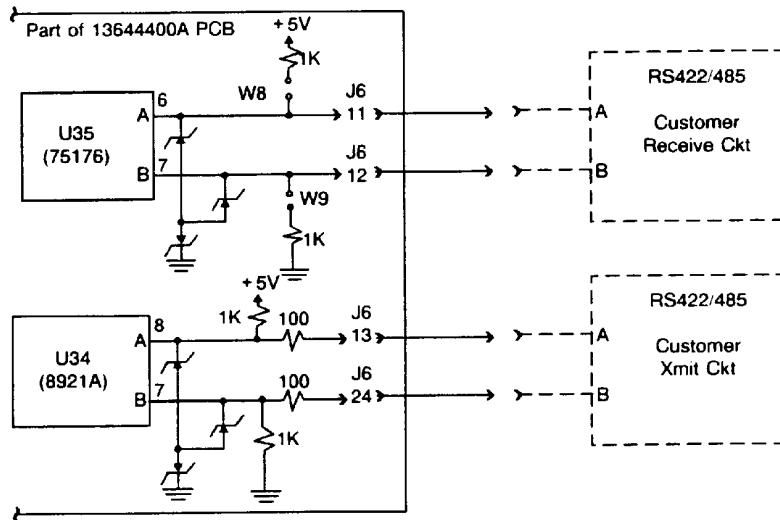 Part of 13644400A PCB
+5V
1K
W8
U35
(75176)
A
6
B
7
J6
11
J6
12
W9
1K
RS422/485
A
Customer
Receive Ckt
B
+5V
1K
100
J6
13
U34
(8921A)
A
8
B
7
100
J6
24
1K
RS422/485
A
Customer
Xmit Ckt
B